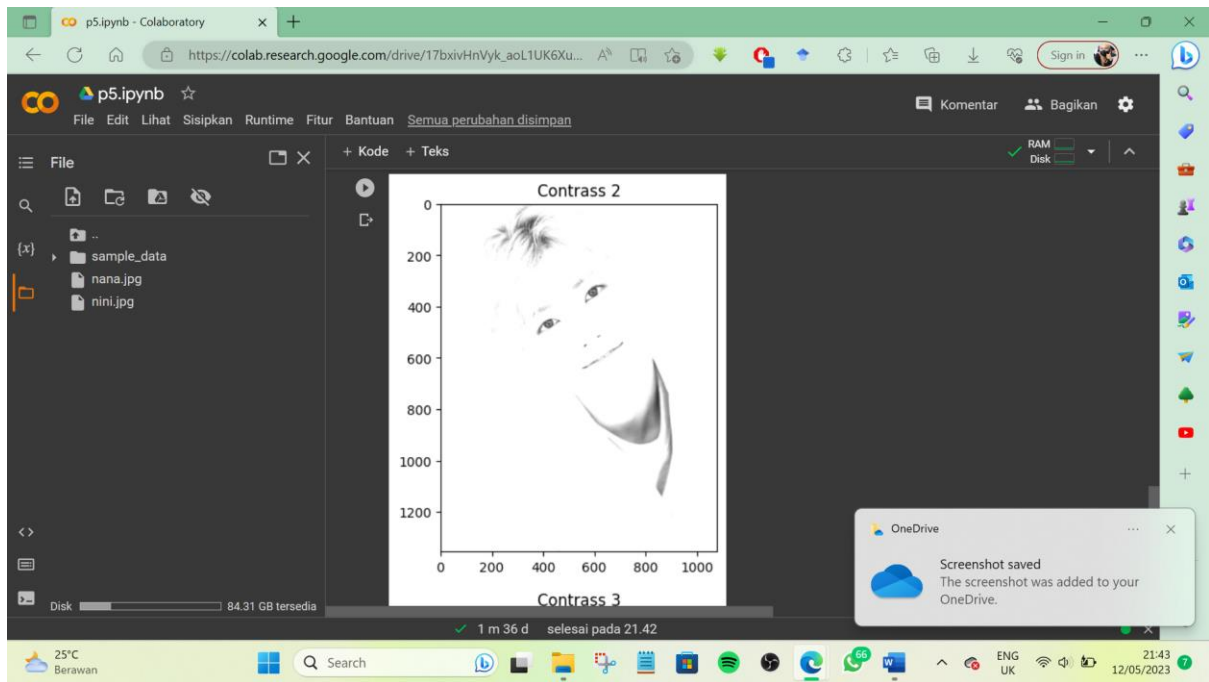 p5.ipynb - Colaboratory
https://colab.research.google.com/drive/17bxivHnVyk_aoL1UK6Xu...
Sign in
p5.ipynb
File Edit Lihat Sisipkan Runtime Fitur Bantuan Semua perubahan disimpan
Komentar
Bagikan
File
+ Kode + Teks
RAM
Disk
{x}
..
sample_data
nana.jpg
nini.jpg
Contrass 2
0
200
400
600
800
1000
1200
0 200 400 600 800 1000
Contrass 3
Disk 84.31 GB tersedia
1 m 36 d selesai pada 21.42
OneDrive
Screenshot saved
The screenshot was added to your
OneDrive.
25°C
Berawan
Search
66
ENG
UK
21:43
12/05/2023
7